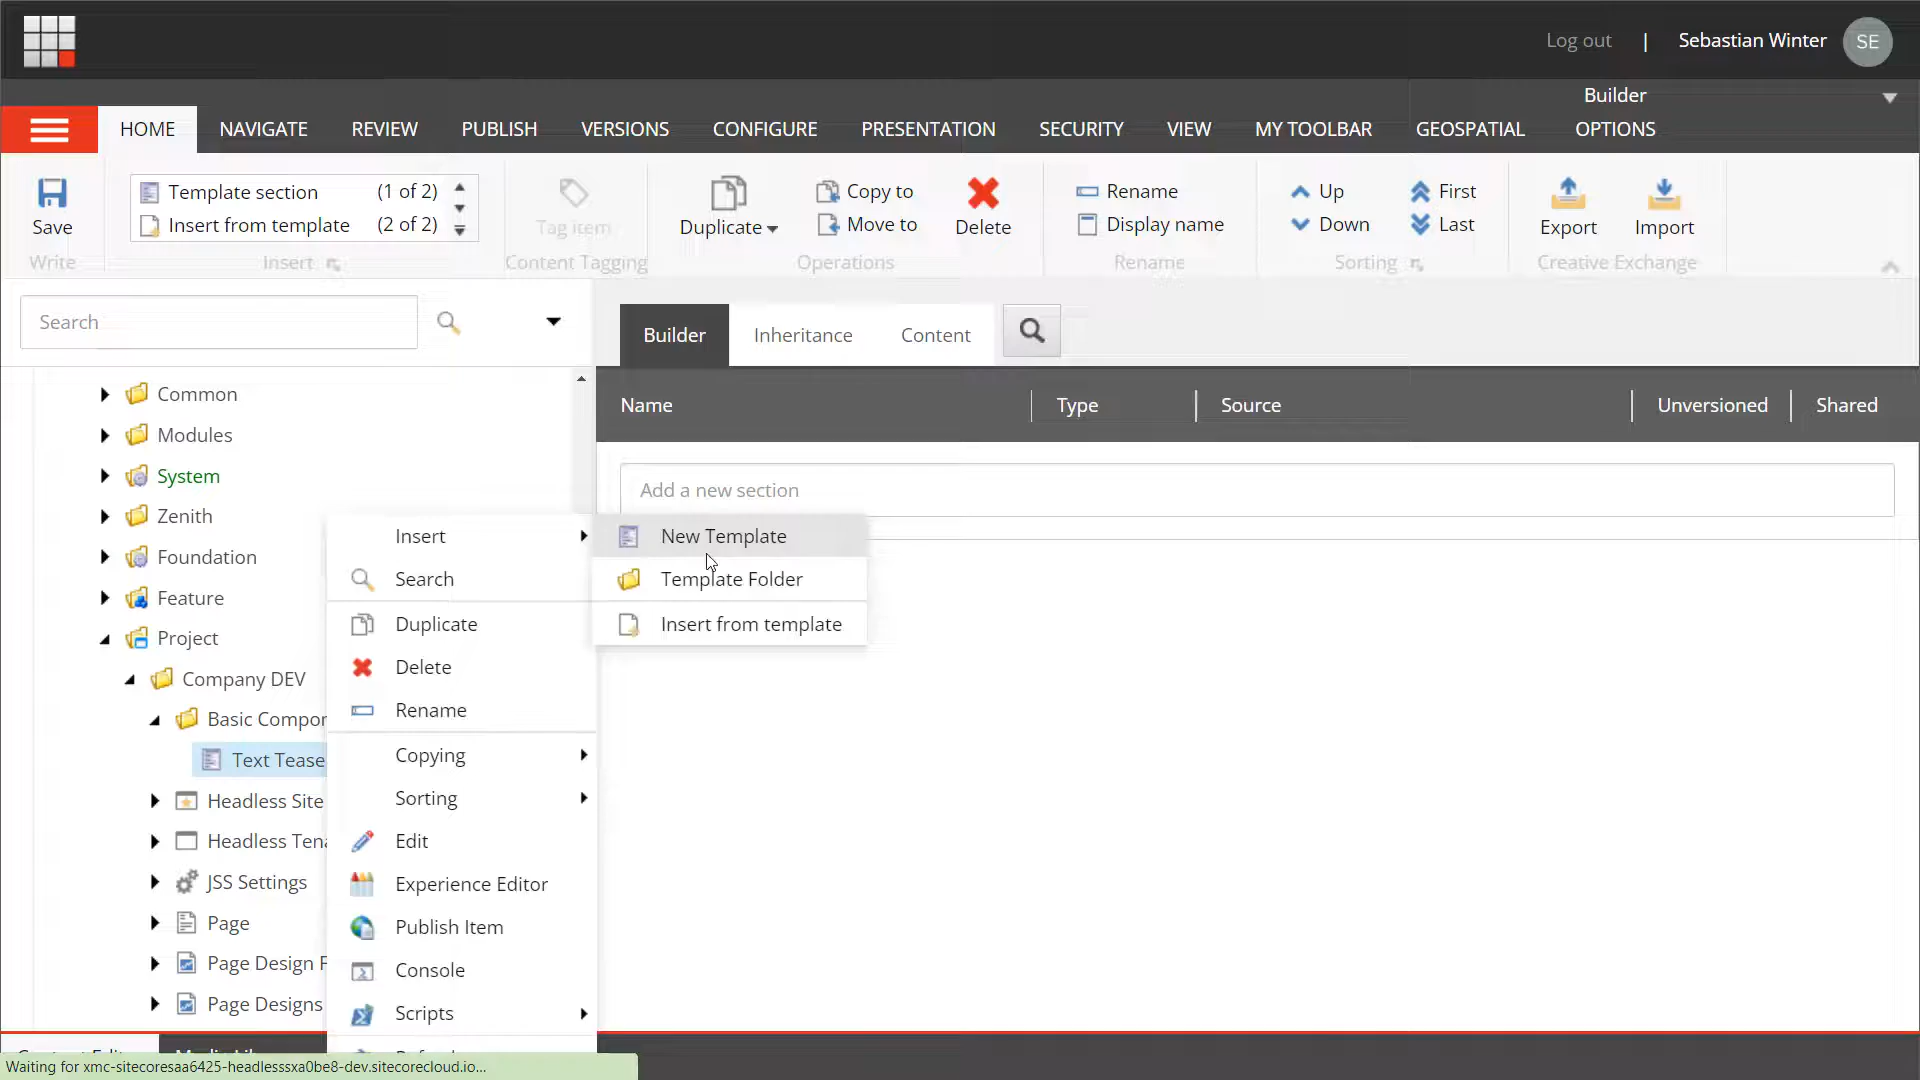 Log out | Sebastian Winter SE
Builder
HOME NAVIGATE REVIEW PUBLISH VERSIONS CONFIGURE PRESENTATION SECURITY VIEW MY TOOLBAR GEOSPATIAL OPTIONS
Template section (1 of 2)
Insert from template (2 of 2)
Save
Write
Insert
Tag item
Content Tagging
Duplicate
Copy to
Move to
Delete
Operations
Rename
Display name
Rename
Up
Down
First
Last
Sorting
Export
Import
Creative Exchange
Search
Builder
Inheritance
Content
Name
Type
Source
Unversioned
Shared
Add a new section
Common
Modules
System
Zenith
Foundation
Feature
Project
Company DEV
Basic Compor
Text Tease
Headless Site
Headless Tena
JSS Settings
Page
Page Design F
Page Designs
Insert
Search
Duplicate
Delete
Rename
Copying
Sorting
Edit
Experience Editor
Publish Item
Console
Scripts
New Template
Template Folder
Insert from template
Waiting for xmc-sitecoresaa6425-headlesssxa0be8-dev.sitecorecloud.io...